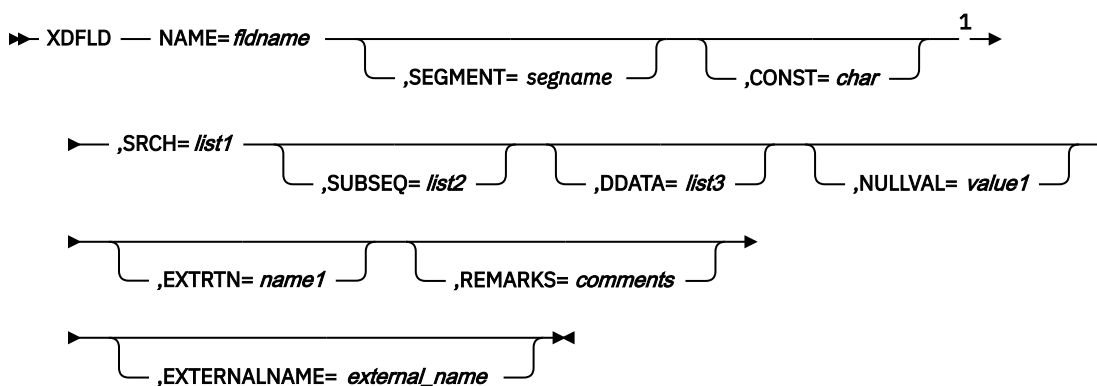 1
XDFLD NAME= fldname
,SEGMENT= segname ,CONST= char
,SRCH= list1
,SUBSEQ= list2 ,DDATA= list3 ,NULLVAL= value1
,EXTRTN= name1 ,REMARKS= comments
,EXTERNALNAME= external_name